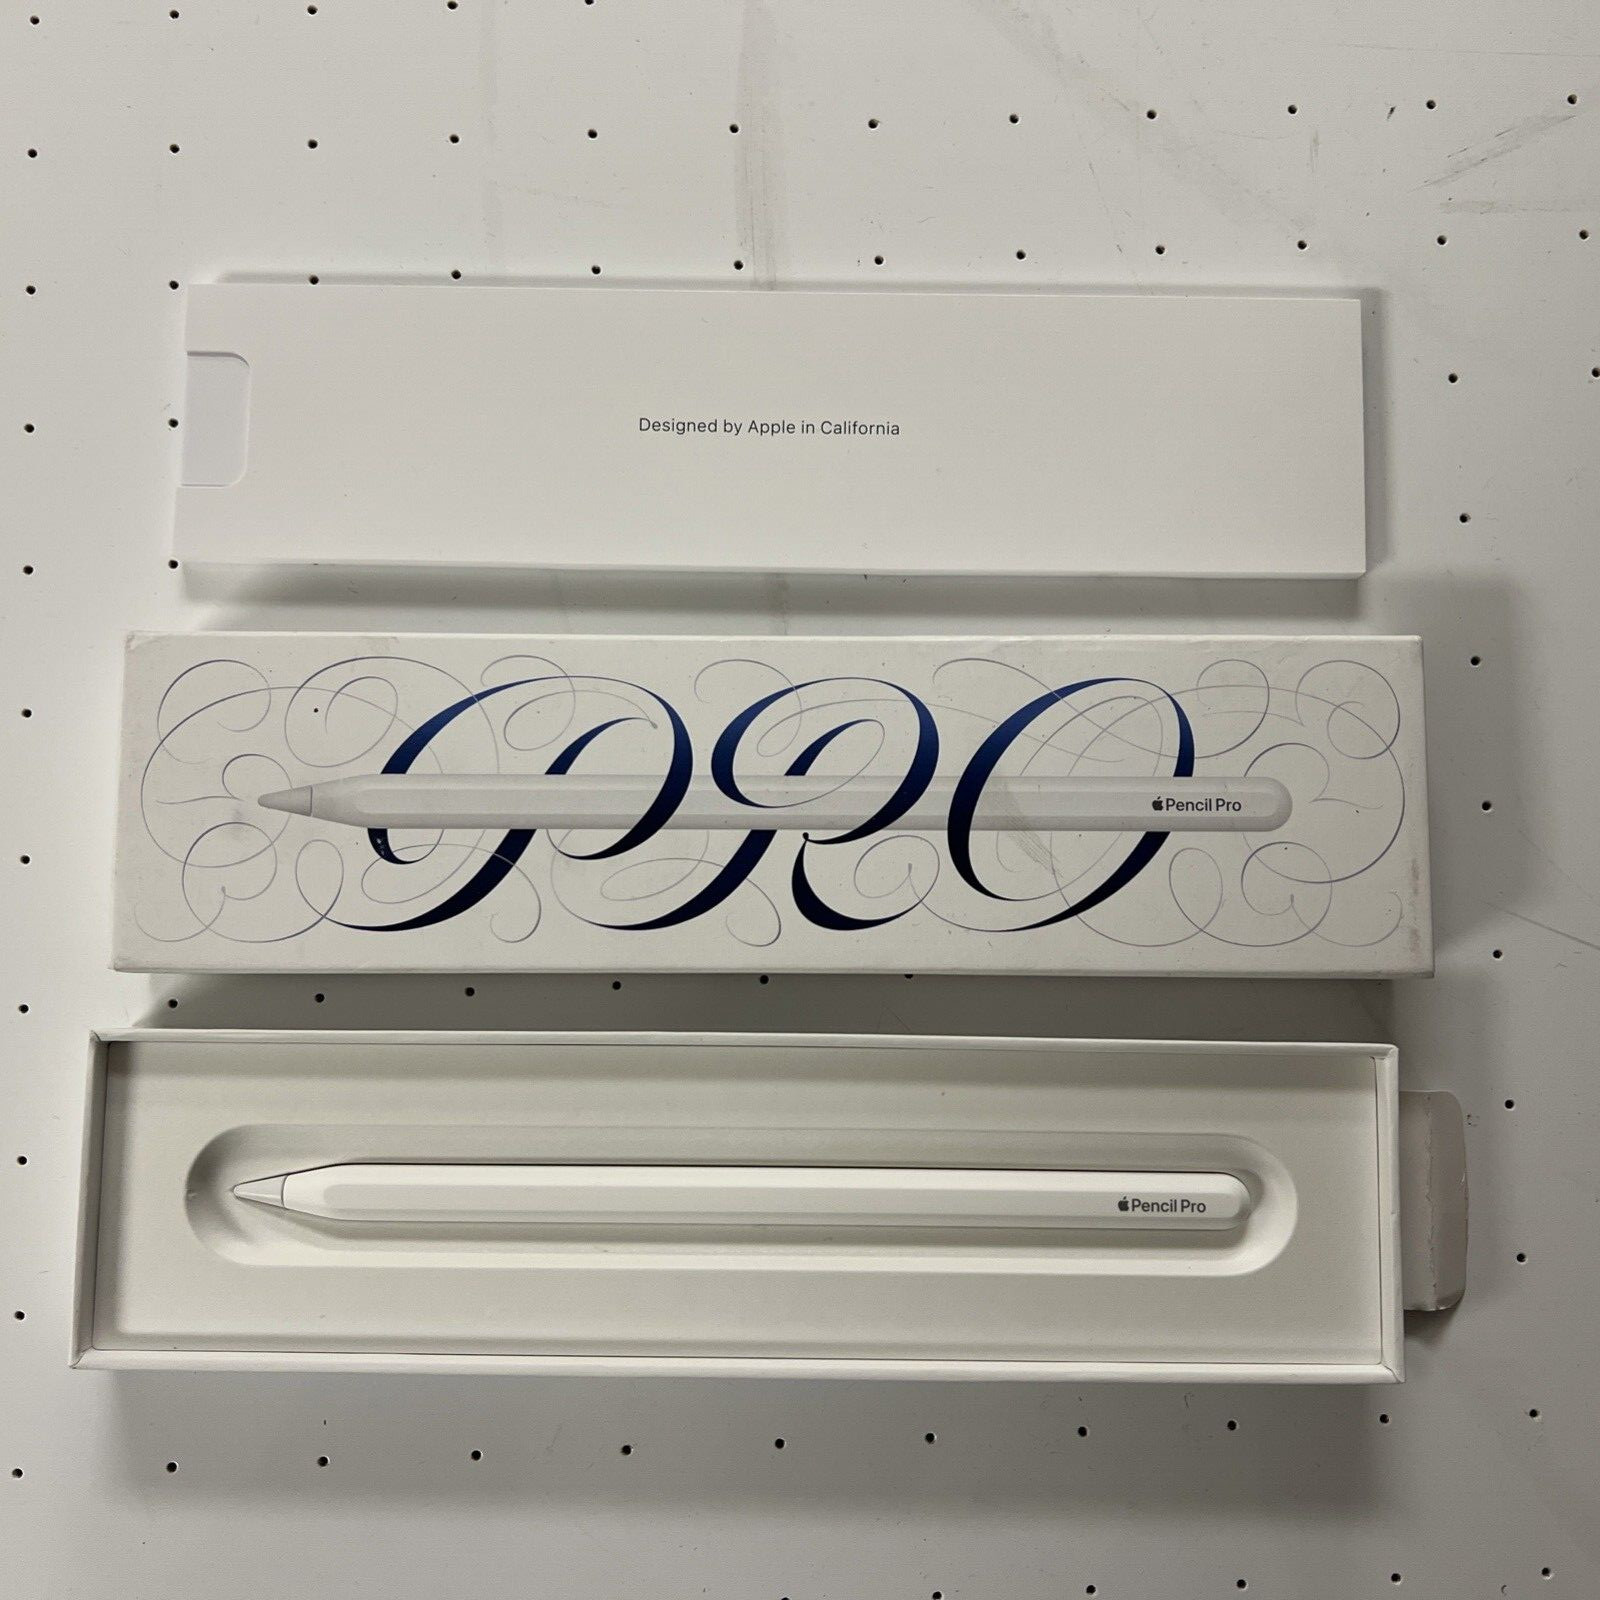 Designed by Apple in California
PRO
Pencil Pro
Pencil Pro